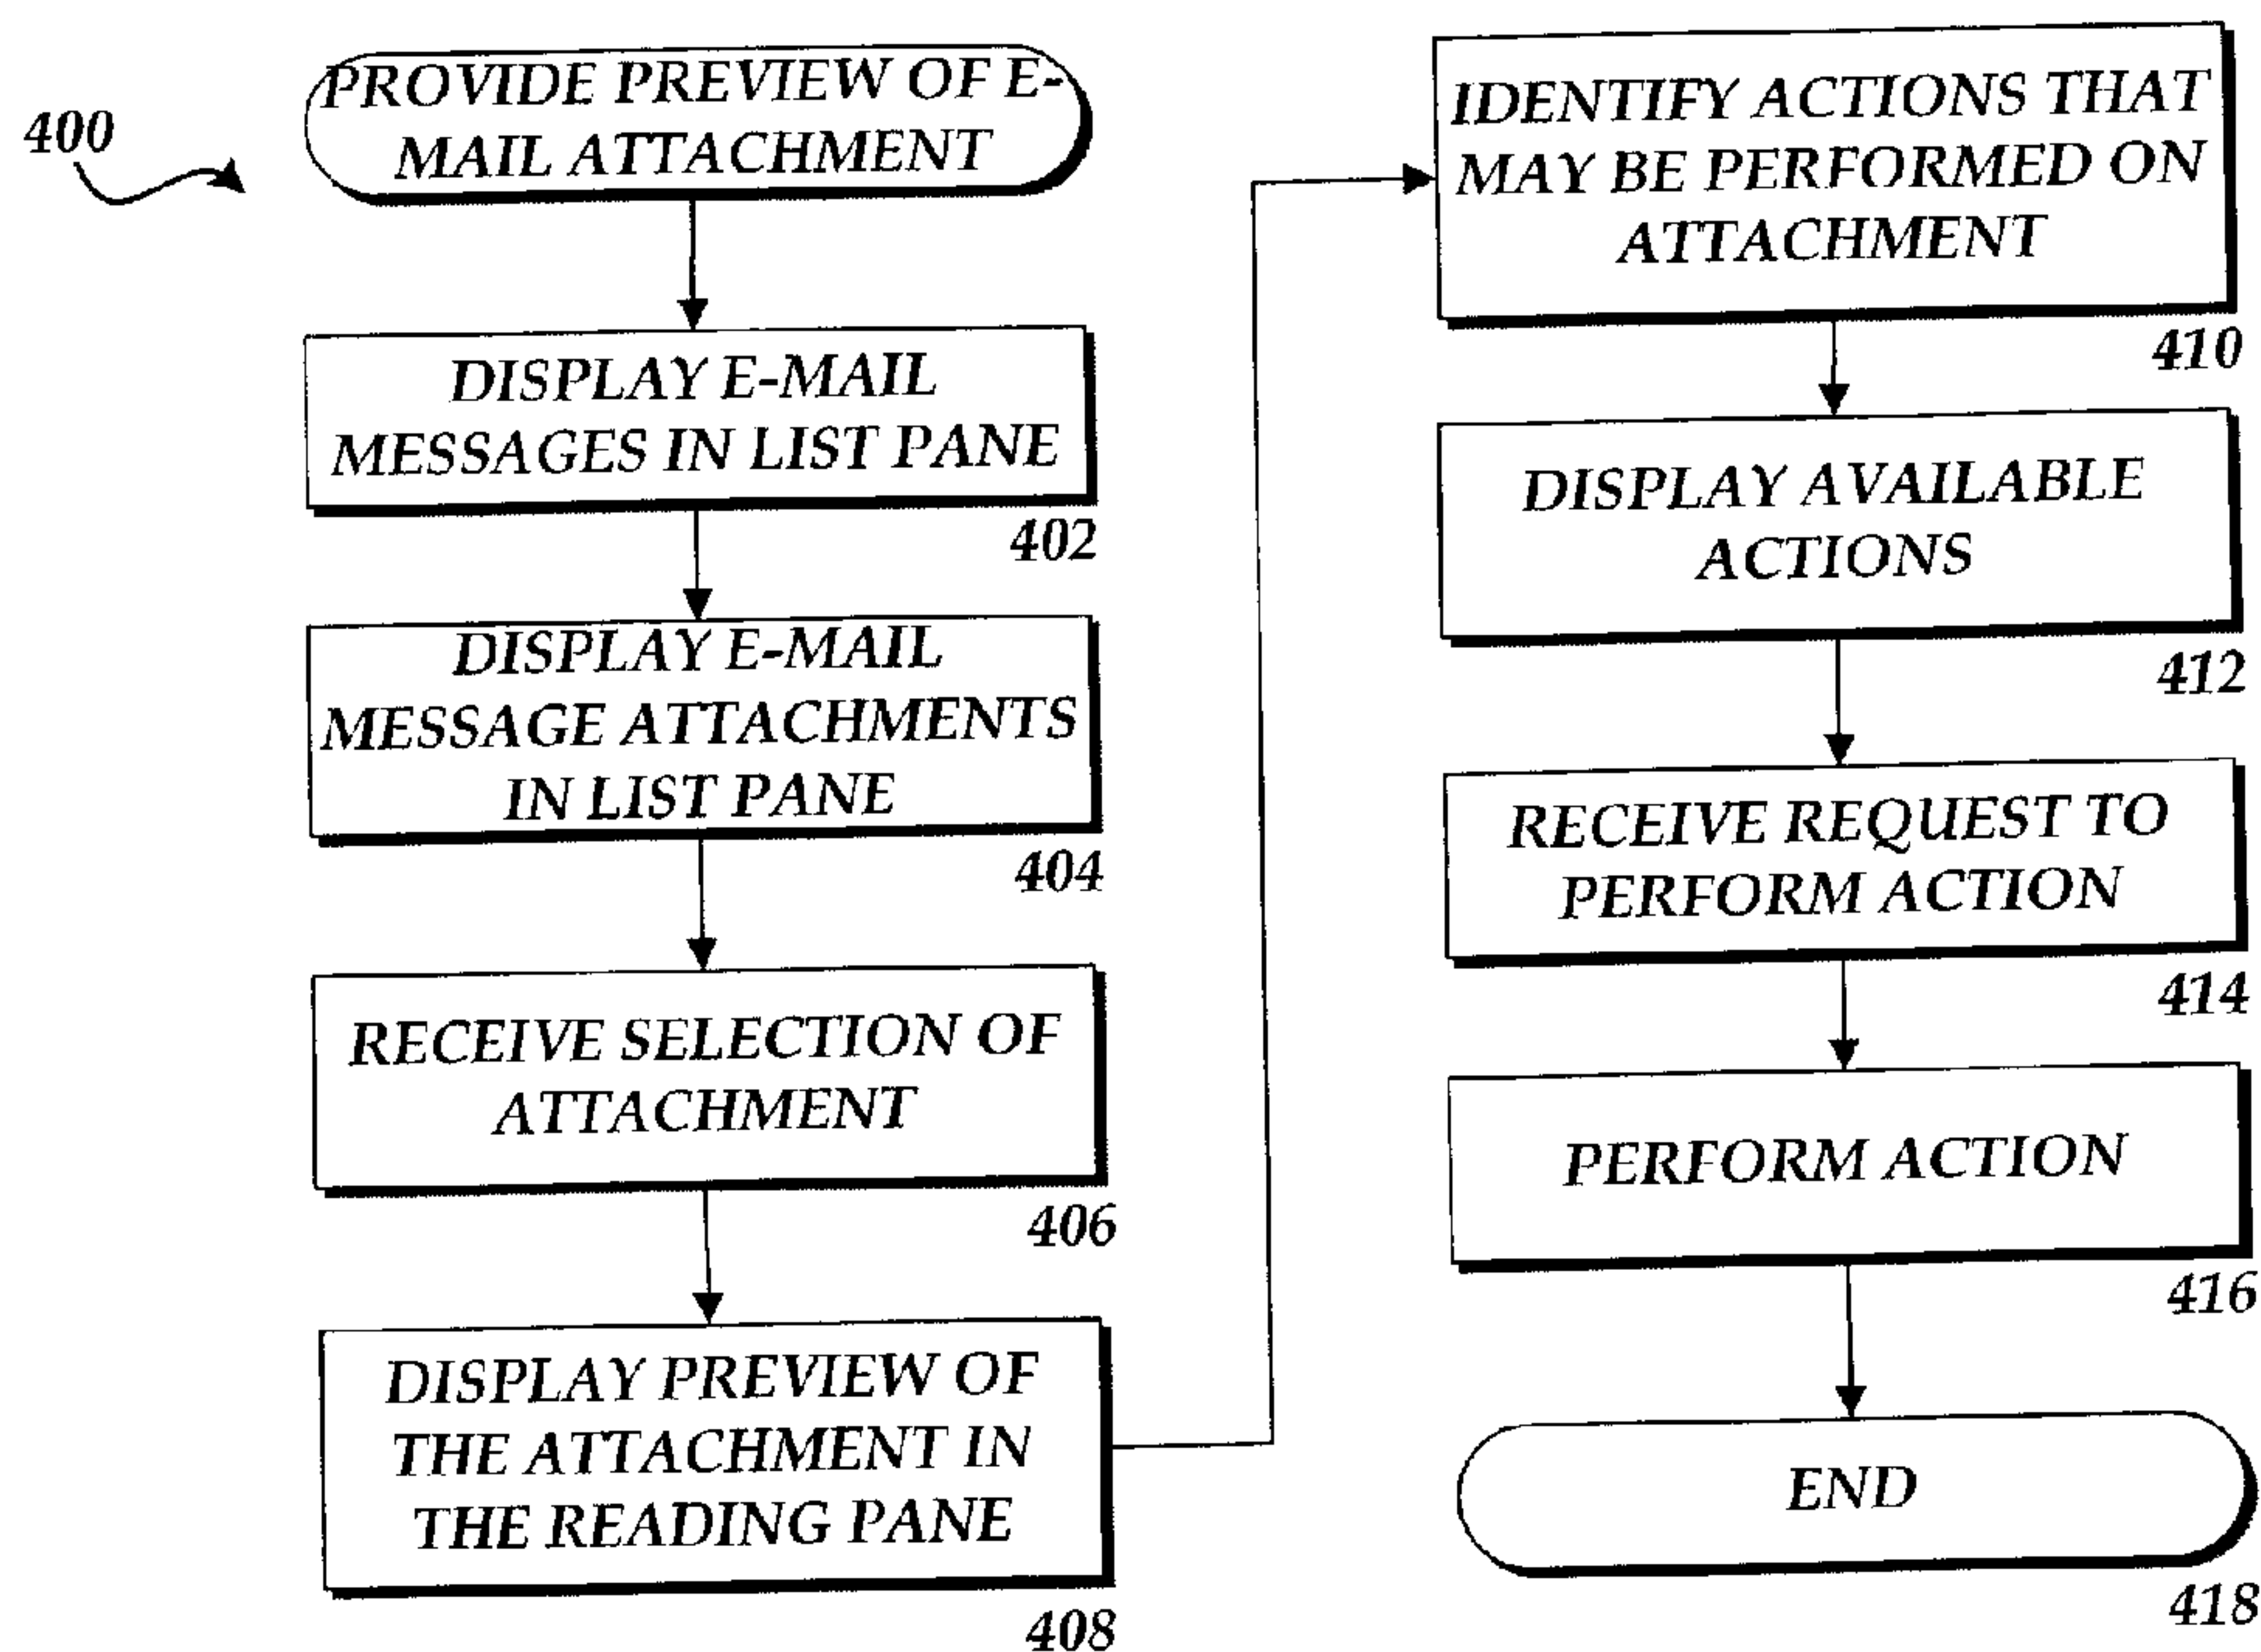 400
PROVIDE PREVIEW OF E-
MAIL ATTACHMENT
DISPLAY E-MAIL
MESSAGES IN LIST PANE
402
DISPLAY E-MAIL
MESSAGE ATTACHMENTS
IN LIST PANE
404
RECEIVE SELECTION OF
ATTACHMENT
406
DISPLAY PREVIEW OF
THE ATTACHMENT IN
THE READING PANE
408
IDENTIFY ACTIONS THAT
MAY BE PERFORMED ON
ATTACHMENT
410
DISPLAY AVAILABLE
ACTIONS
412
RECEIVE REQUEST TO
PERFORM ACTION
414
PERFORM ACTION
416
END
418